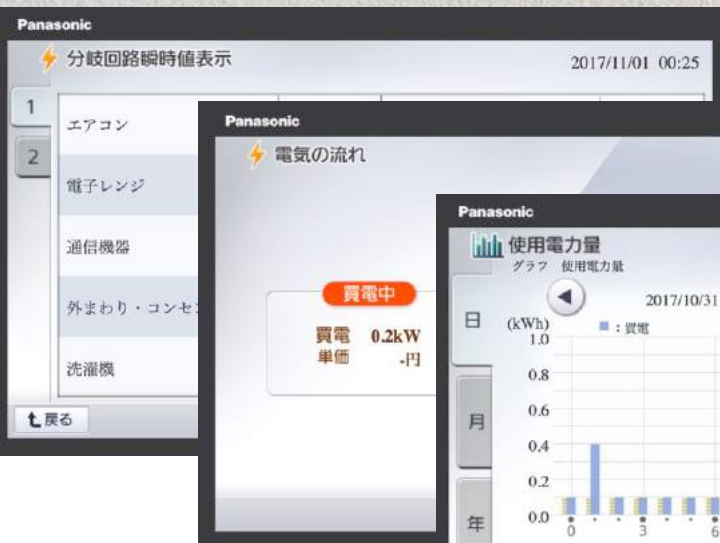 Panasonic
分岐回路瞬時値表示
2017/11/01 00:25
1
2
エアコン
電子レンジ
通信機器
外まわり・コンセン
洗濯機
戻る
Panasonic
電気の流れ
買電中
買電 0.2kW
単価 -円
Panasonic
使用電力量
グラフ 使用電力量
2017/10/31
日
月
年
(kWh)
:買電
1.0
0.8
0.6
0.4
0.2
0.0
0 3 6